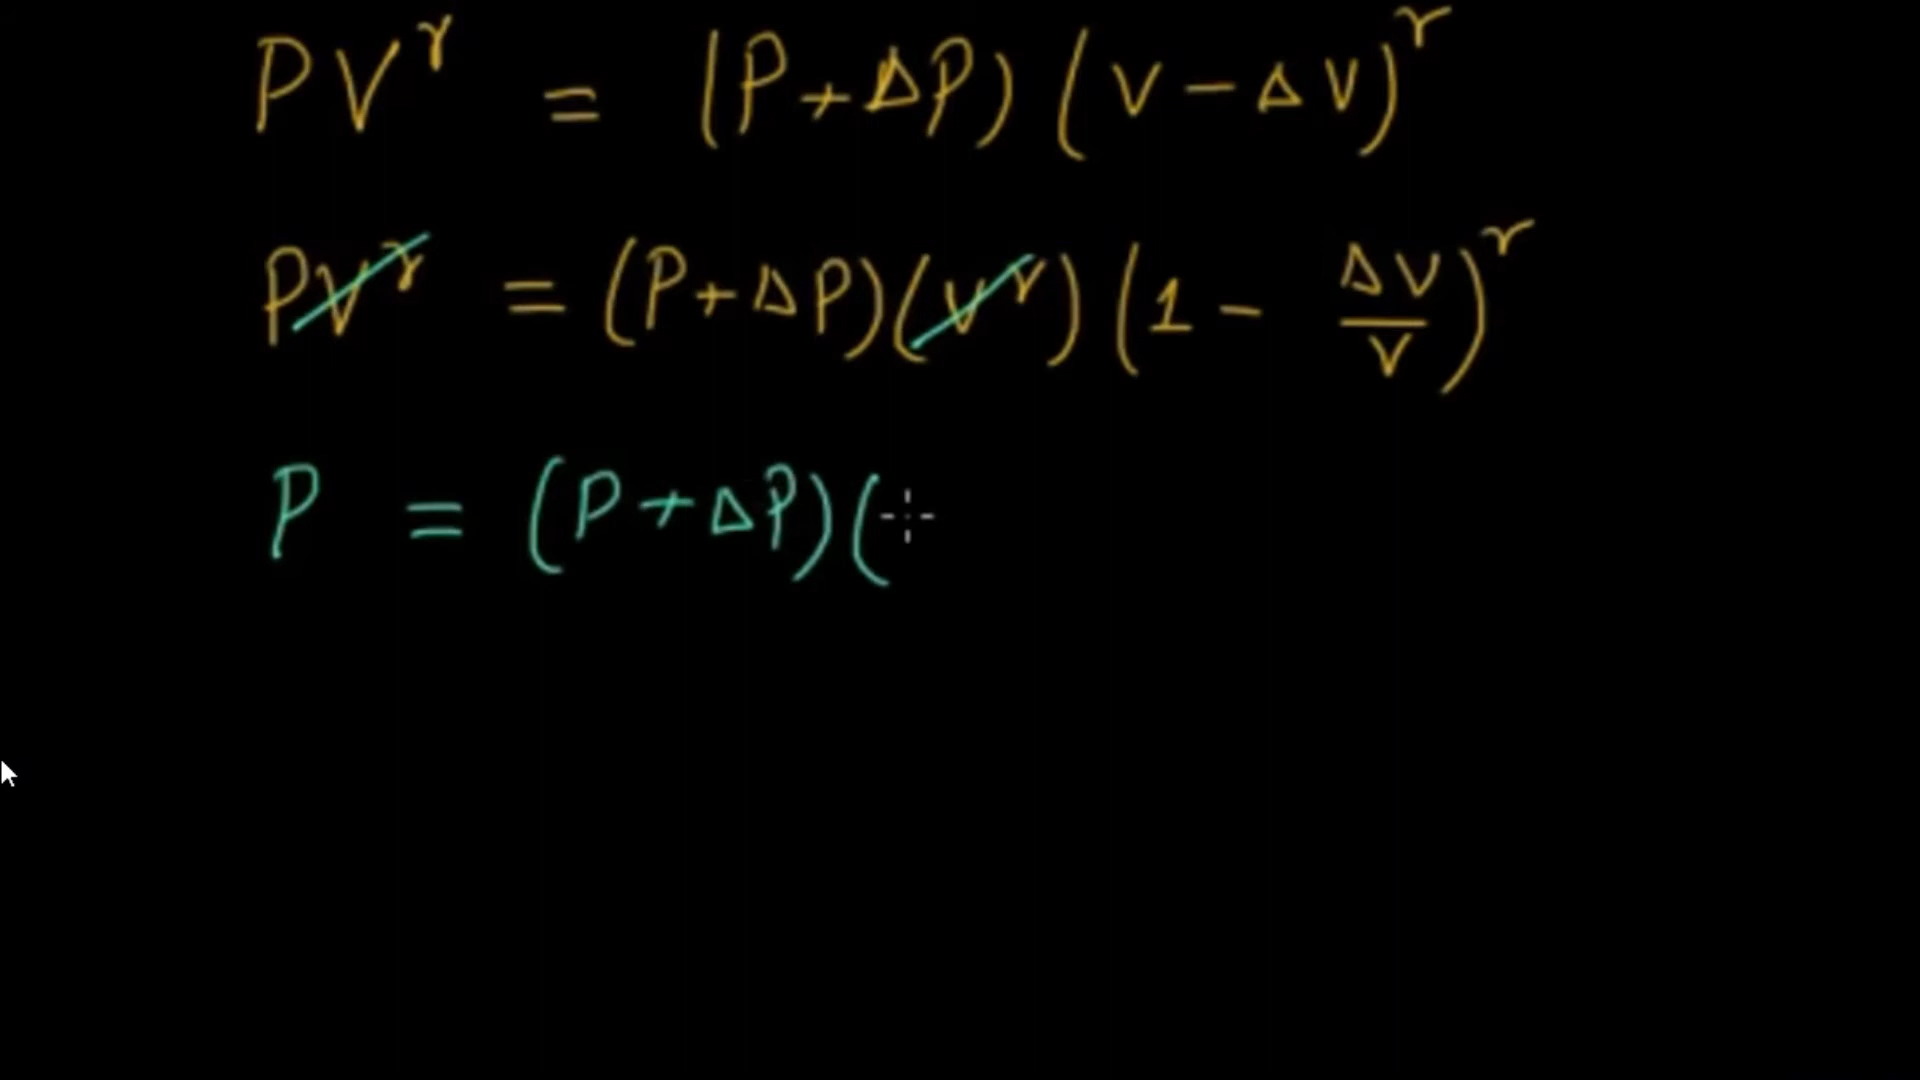 PV^γ = (P+ΔP) (V-ΔV)^γ
PV^γ = (P+ΔP)(V^γ) (1 - ΔV/V)^γ
P = (P+ΔP)(